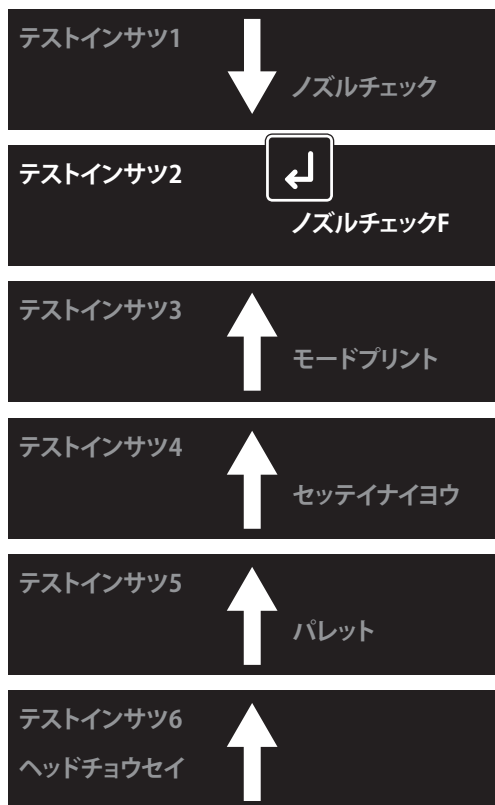 テストインサツ1
ノズルチェック
テストインサツ2
ノズルチェックF
テストインサツ3
モードプリント
テストインサツ4
セッテイナイヨウ
テストインサツ5
パレット
テストインサツ6
ヘッドチョウセイ